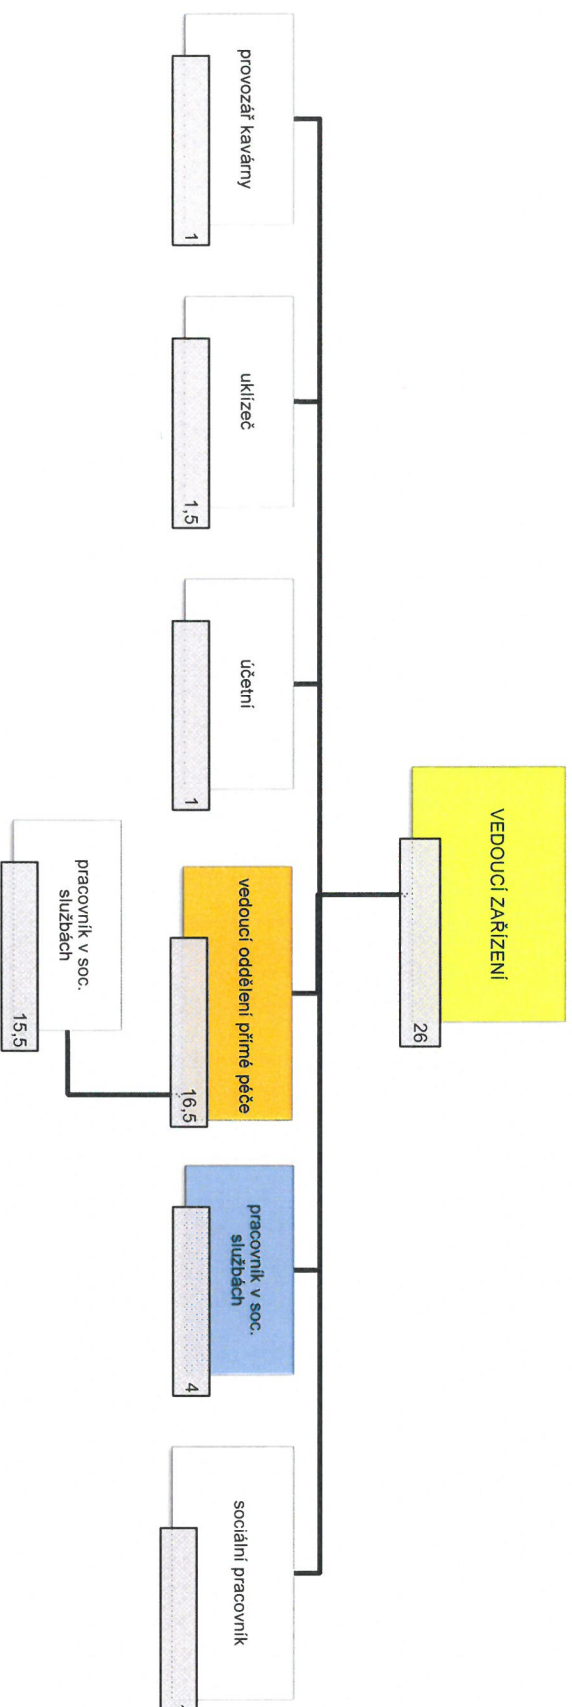 VEDOUCÍ ZAŘÍZENÍ
26
provozář kavárny
1
uklízeč
1,5
účetní
1
vedoucí oddělení přímé péče
16,5
pracovník v soc.
službách
4
sociální pracovník
pracovník v soc.
službách
15,5